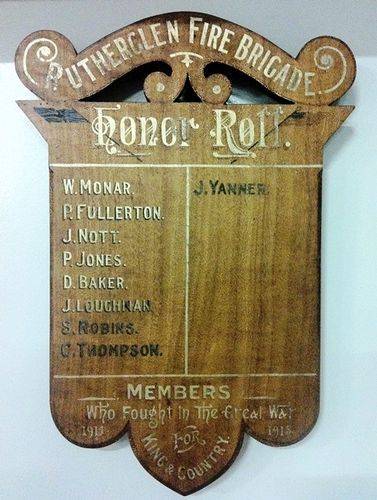 RUTHERGLEN FIRE BRIGADE.
Honor Roll.
W. MONAR.
P. FULLERTON.
J. NOTT.
P. JONES.
D. BAKER.
J. LOUGHNAN.
S. ROBINS.
C. THOMPSON.
J. YANNER.
MEMBERS
Who Fought In The Great War
1915 FOR 1918
KING & COUNTRY.